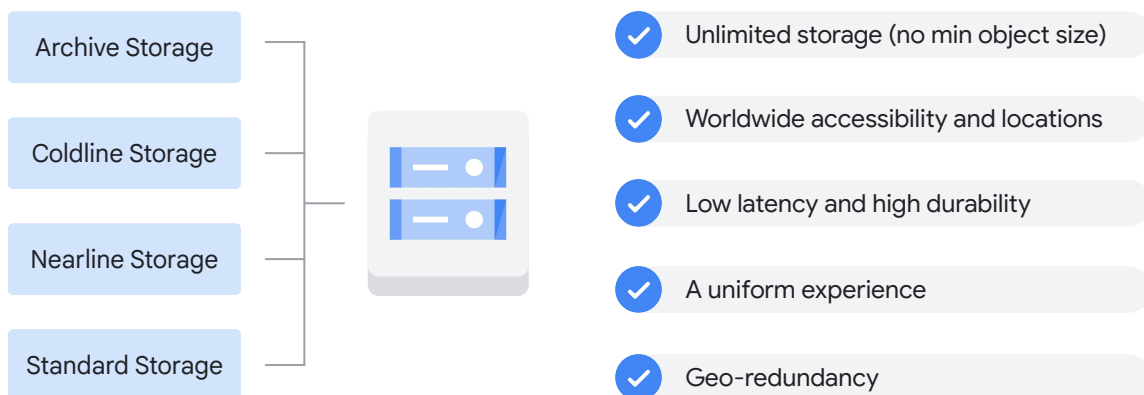 Archive Storage
Coldline Storage
Nearline Storage
Standard Storage
Unlimited storage (no min object size)
Worldwide accessibility and locations
Low latency and high durability
A uniform experience
Geo-redundancy